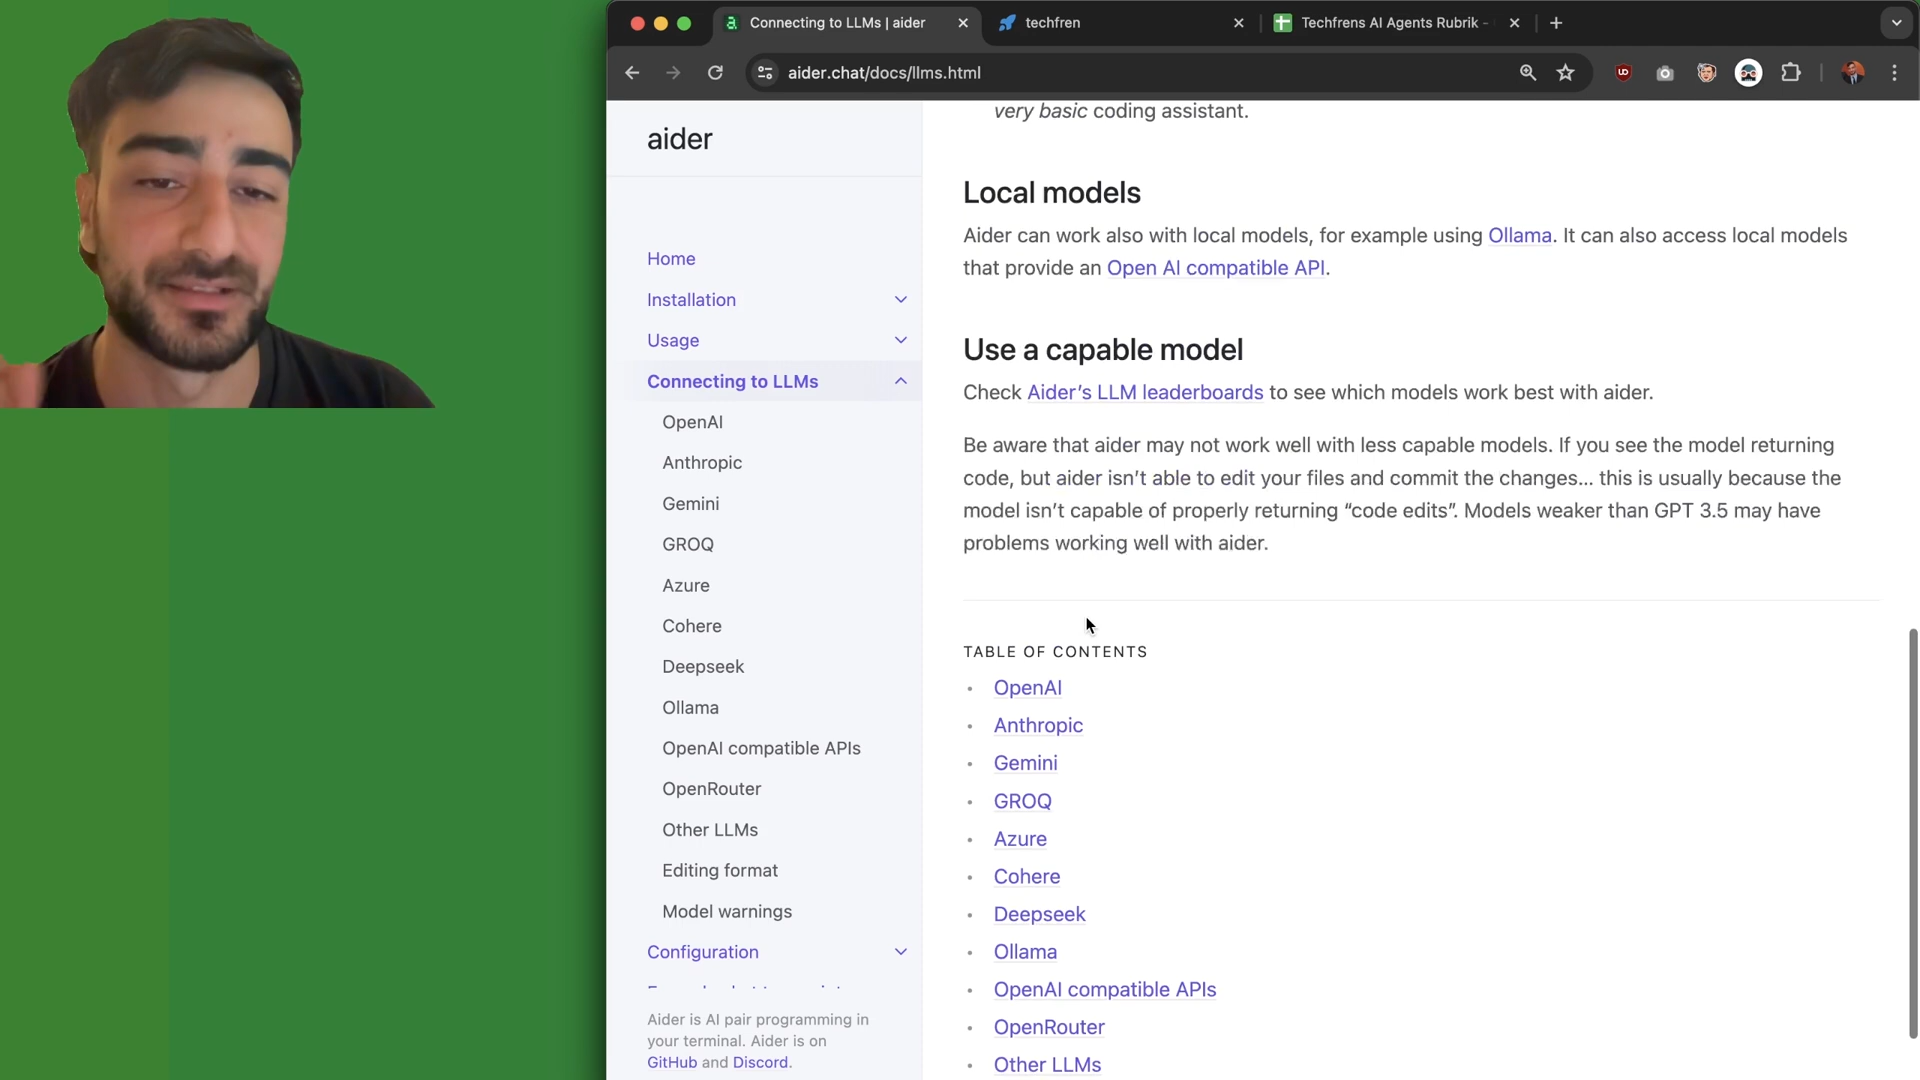 Connecting to LLMs | aider
techfren
Techfrens AI Agents Rubrik -
aider.chat/docs/llms.html
aider
Home
Installation
Usage
Connecting to LLMs
OpenAI
Anthropic
Gemini
GROQ
Azure
Cohere
Deepseek
Ollama
OpenAI compatible APIs
OpenRouter
Other LLMs
Editing format
Model warnings
Configuration
Aider is AI pair programming in
your terminal. Aider is on
GitHub and Discord.
very basic coding assistant.
Local models
Aider can work also with local models, for example using Ollama. It can also access local models
that provide an Open AI compatible API.
Use a capable model
Check Aider’s LLM leaderboards to see which models work best with aider.
Be aware that aider may not work well with less capable models. If you see the model returning
code, but aider isn’t able to edit your files and commit the changes… this is usually because the
model isn’t capable of properly returning “code edits”. Models weaker than GPT 3.5 may have
problems working well with aider.
TABLE OF CONTENTS
OpenAI
Anthropic
Gemini
GROQ
Azure
Cohere
Deepseek
Ollama
OpenAI compatible APIs
OpenRouter
Other LLMs